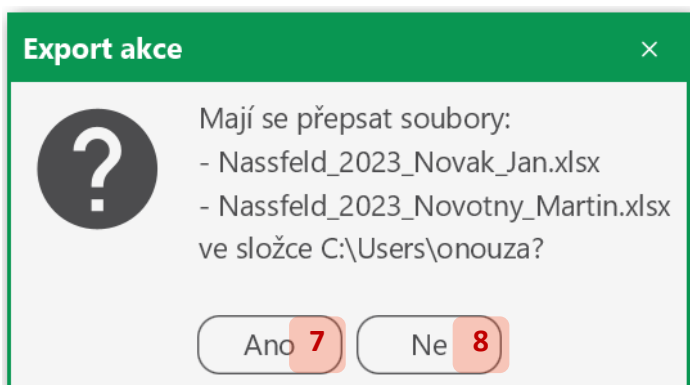 Export akce ×
Mají se přepsat soubory:
- Nassfeld_2023_Novak_Jan.xlsx
- Nassfeld_2023_Novotny_Martin.xlsx
ve složce C:\Users\onouza?
Ano 7 Ne 8